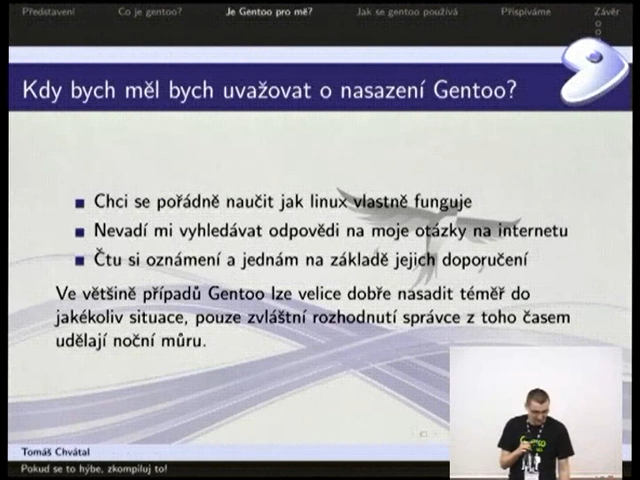 Představení Co je gentoo? Je Gentoo pro mě? Jak se gentoo používá Přispíváme Závěr
Kdy bych měl bych uvažovat o nasazení Gentoo?
Chci se pořádně naučit jak linux vlastně funguje
Nevadí mi vyhledávat odpovědi na moje otázky na internetu
Čtu si oznámení a jednám na základě jejich doporučení
Ve většině případů Gentoo lze velice dobře nasadit téměř do
jakékoliv situace, pouze zvláštní rozhodnutí správce z toho časem
udělají noční můru.
Tomáš Chvátal
Pokud se to hýbe, zkompiluj to!